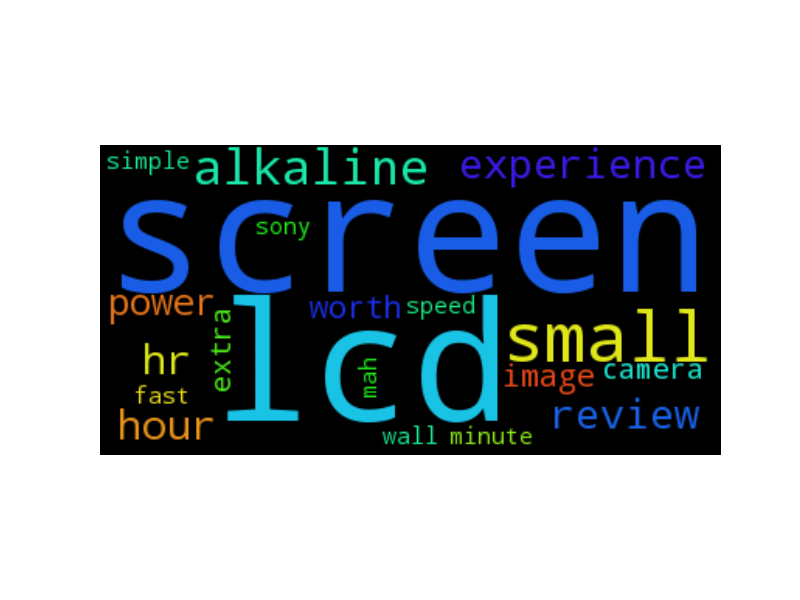 simple alkaline experience
screen
sony
power worth speed
lcd
small
extra
hr
mah
image camera
fast
hour
review
wall minute